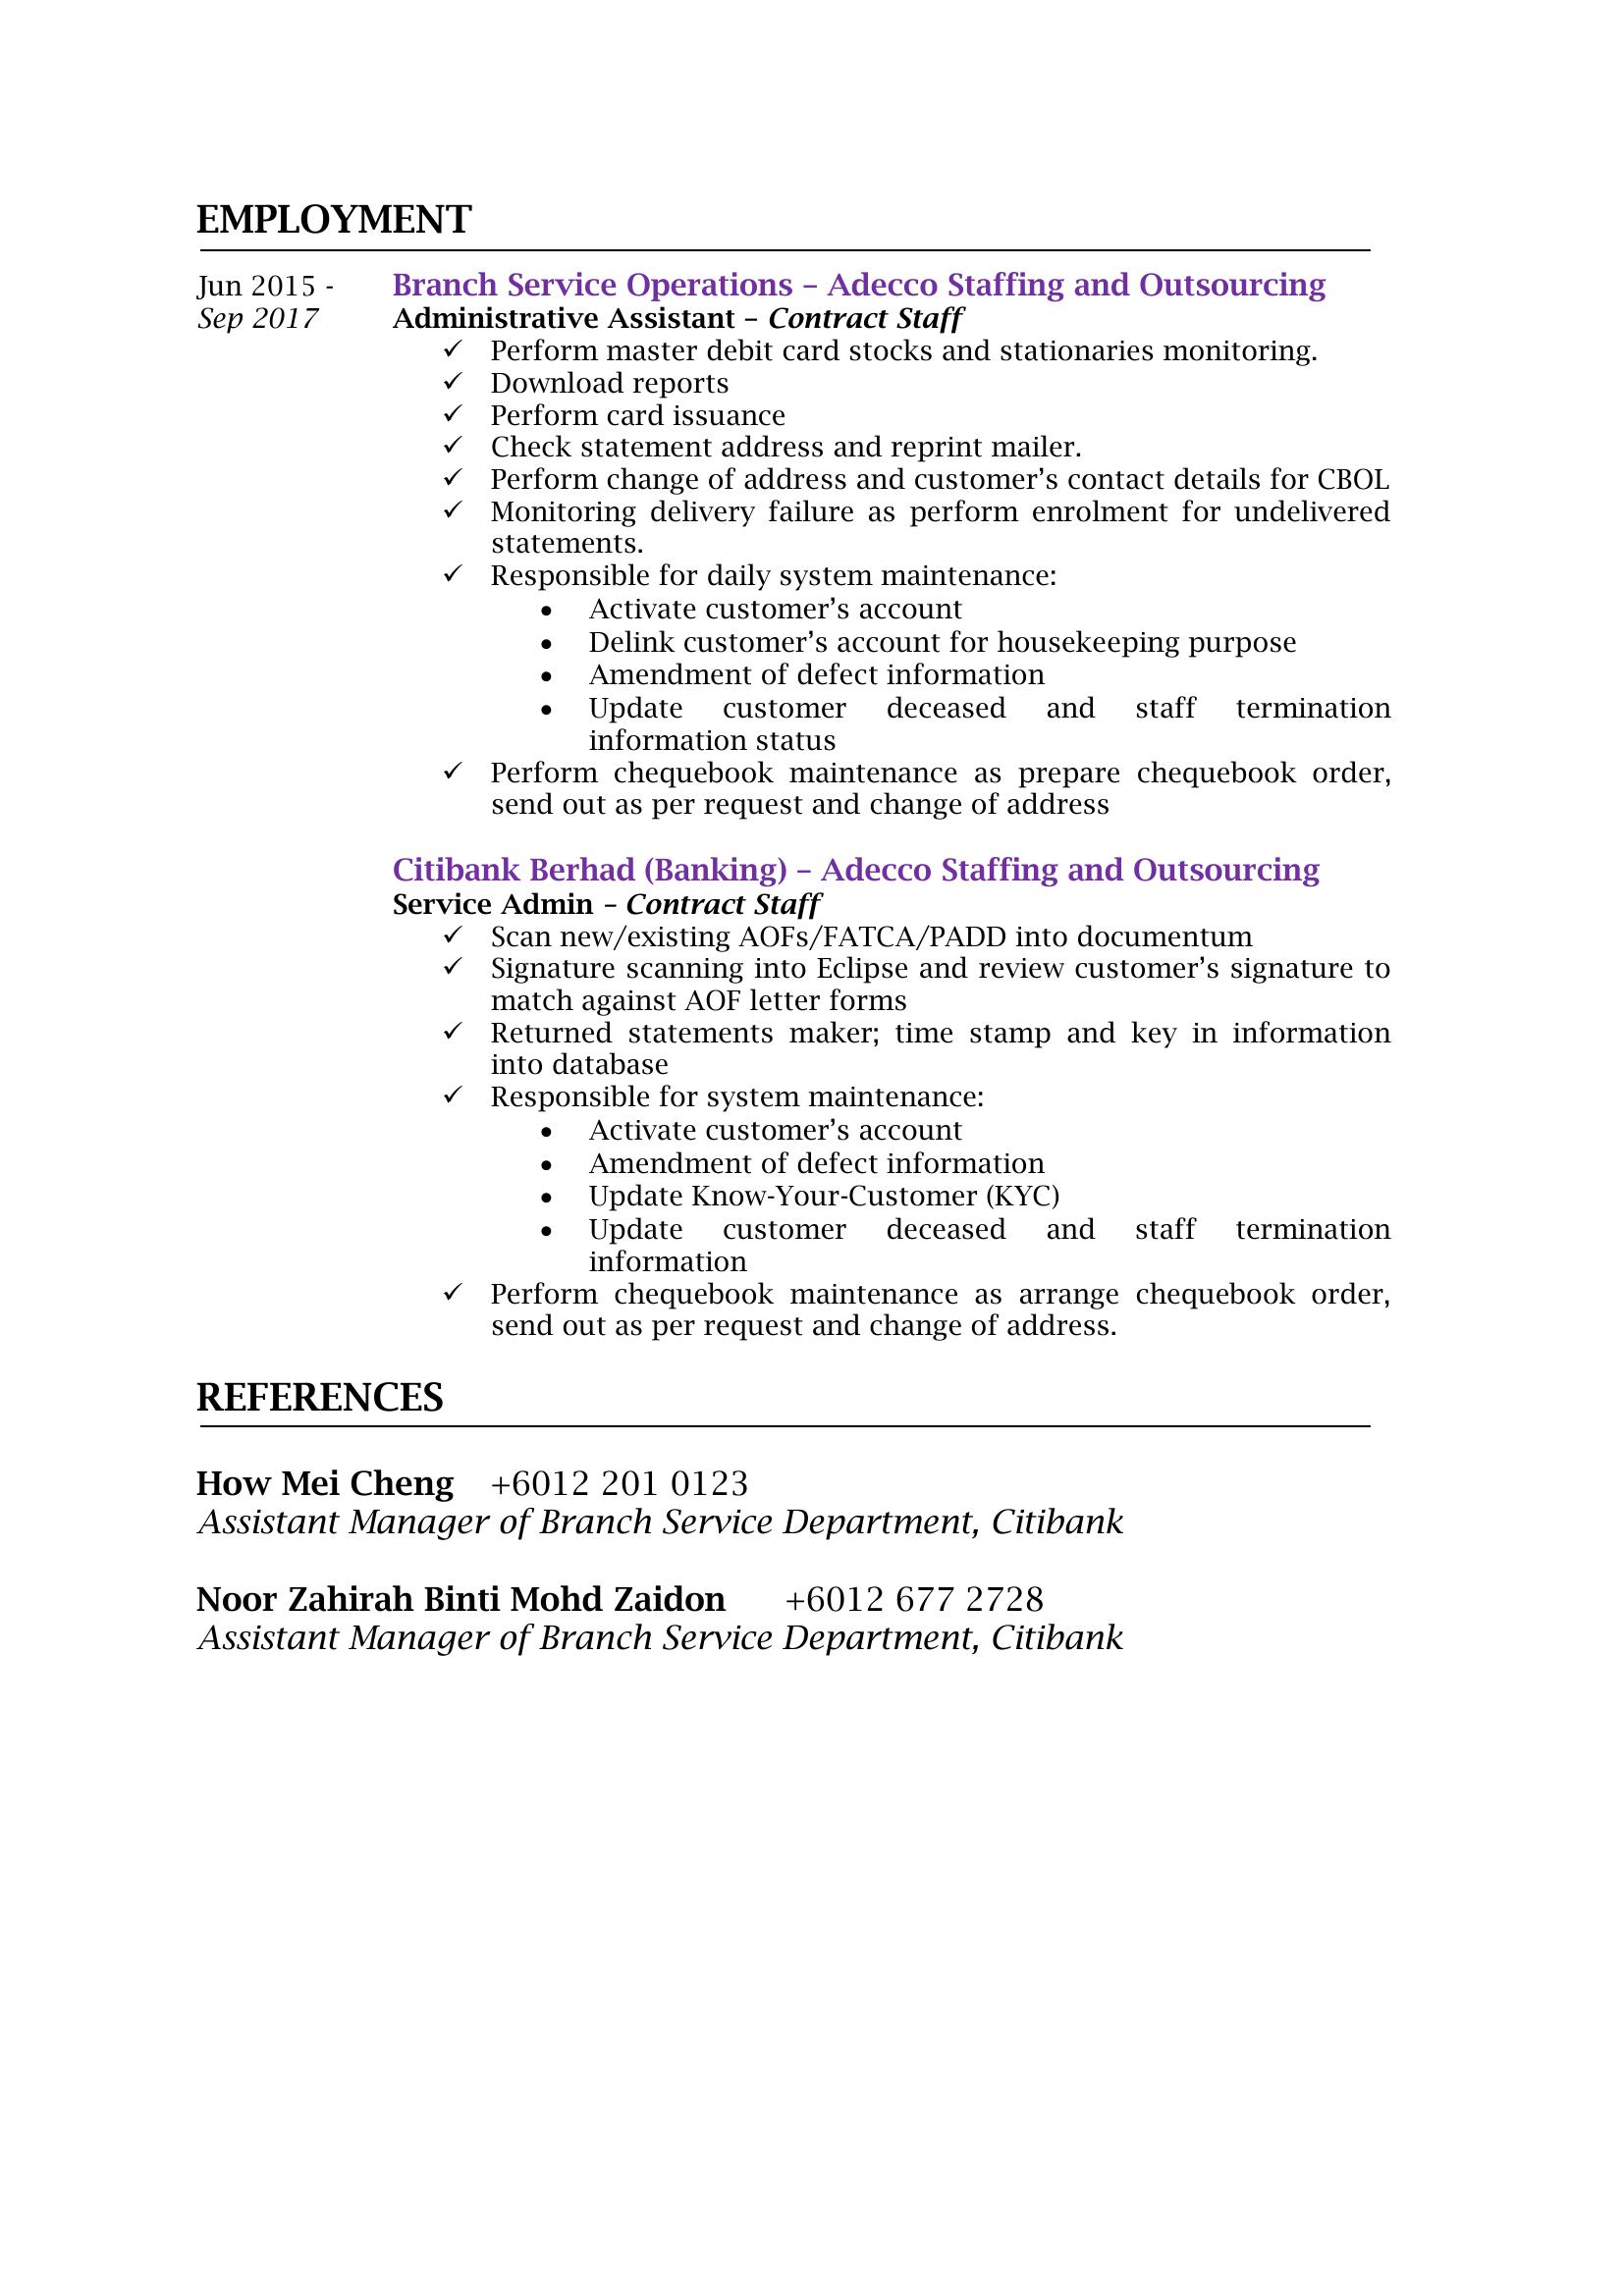 EMPLOYMENT
Jun 2015 - Branch Service Operations – Adecco Staffing and Outsourcing
Sep 2017 Administrative Assistant – Contract Staff
✓ Perform master debit card stocks and stationaries monitoring.
✓ Download reports
✓ Perform card issuance
✓ Check statement address and reprint mailer.
✓ Perform change of address and customer’s contact details for CBOL
✓ Monitoring delivery failure as perform enrolment for undelivered
statements.
✓ Responsible for daily system maintenance:
• Activate customer’s account
• Delink customer’s account for housekeeping purpose
• Amendment of defect information
• Update customer deceased and staff termination
information status
✓ Perform chequebook maintenance as prepare chequebook order,
send out as per request and change of address
Citibank Berhad (Banking) – Adecco Staffing and Outsourcing
Service Admin – Contract Staff
✓ Scan new/existing AOFs/FATCA/PADD into documentum
✓ Signature scanning into Eclipse and review customer’s signature to
match against AOF letter forms
✓ Returned statements maker; time stamp and key in information
into database
✓ Responsible for system maintenance:
• Activate customer’s account
• Amendment of defect information
• Update Know-Your-Customer (KYC)
• Update customer deceased and staff termination
information
✓ Perform chequebook maintenance as arrange chequebook order,
send out as per request and change of address.
REFERENCES
How Mei Cheng +6012 201 0123
Assistant Manager of Branch Service Department, Citibank
Noor Zahirah Binti Mohd Zaidon +6012 677 2728
Assistant Manager of Branch Service Department, Citibank